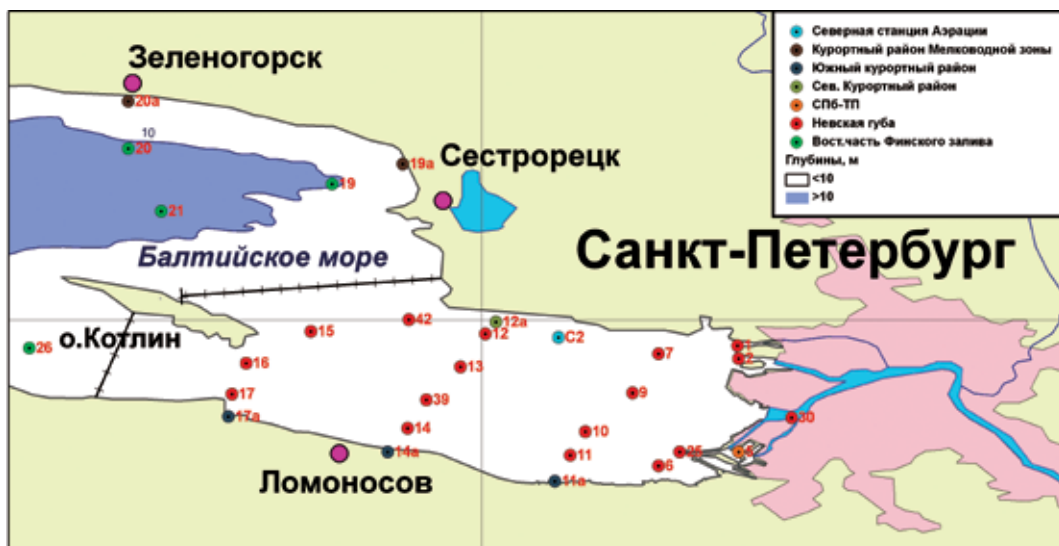 Северная станция Аэрации
Курортный район Мелководной зоны
Южный курортный район
Сев. Курортный район
СПб-ТП
Невская губа
Вост.часть Финского залива
Глубины, м
<10
>10
Зеленогорск
20а
10
20
19
19а
Сестрорецк
21
Балтийское море
Санкт-Петербург
о.Котлин
26
15
42
12а
12
С2
1
2
7
16
13
17
39
9
17а
14
10
30
14а
11
6
11а
Ломоносов